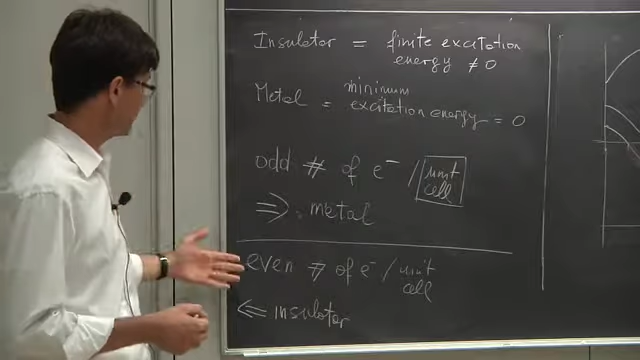 Insulator = finite excitation
energy ≠ 0
Metal = minimum
excitation energy = 0
odd # of e⁻ / unit
cell
⇒ metal
even # of e⁻ / unit
cell
⇐ insulator